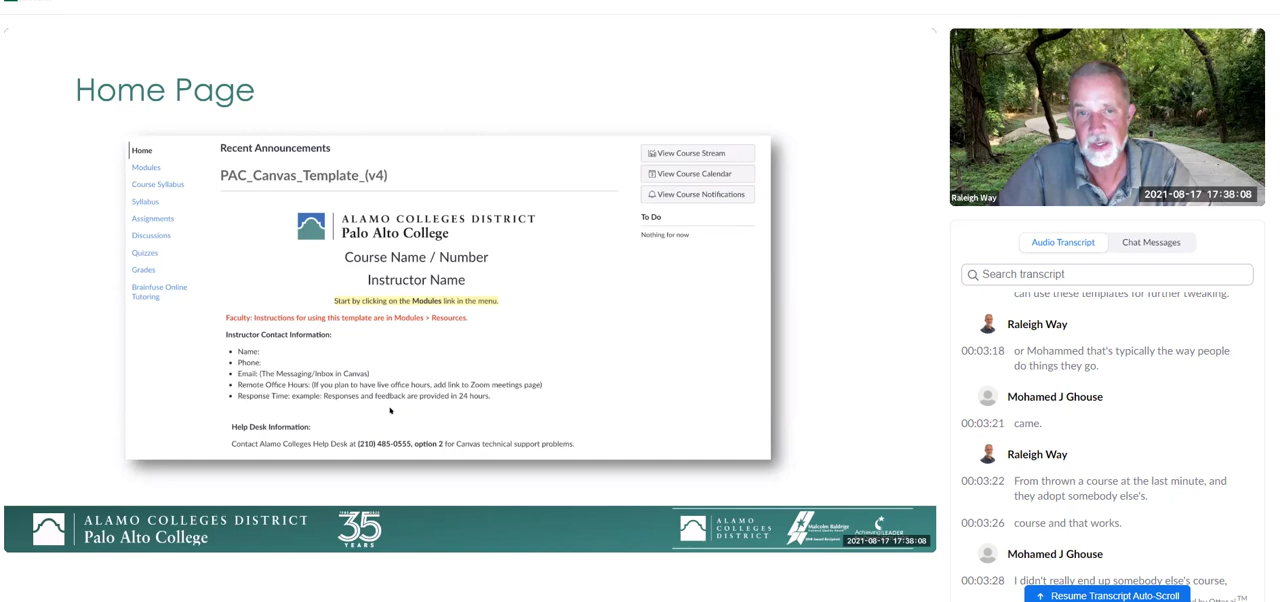 Home Page
Home
Modules
Course Syllabus
Syllabus
Assignments
Discussions
Quizzes
Grades
Brainfuse Online
Tutoring
Recent Announcements
PAC_Canvas_Template_(v4)
ALAMO COLLEGES DISTRICT
Palo Alto College
Course Name / Number
Instructor Name
Start by clicking on the Modules link in the menu.
Faculty: Instructions for using this template are in Modules > Resources.
Instructor Contact Information:
Name:
Phone:
Email: (The Messaging/Inbox in Canvas)
Remote Office Hours: (If you plan to have live office hours, add link to Zoom meetings page)
Response Time: example: Responses and feedback are provided in 24 hours.
Help Desk Information:
Contact Alamo Colleges Help Desk at (210) 485-0555, option 2 for Canvas technical support problems.
View Course Stream
View Course Calendar
View Course Notifications
To Do
Nothing for now
ALAMO COLLEGES DISTRICT
Palo Alto College
35
YEARS
ALAMO
COLLEGES
DISTRICT
Malcolm Baldrige
2021-08-17 17:38:08
Raleigh Way
2021-08-17 17:38:08
Audio Transcript
Chat Messages
Search transcript
can use these templates for further tweaking.
Raleigh Way
00:03:18 or Mohammed that's typically the way people
do things they go.
Mohamed J Ghouse
00:03:21 came.
Raleigh Way
00:03:22 From thrown a course at the last minute, and
they adopt somebody else's.
00:03:26 course and that works.
Mohamed J Ghouse
00:03:28 I didn't really end up somebody else's course,
Resume Transcript Auto-Scroll